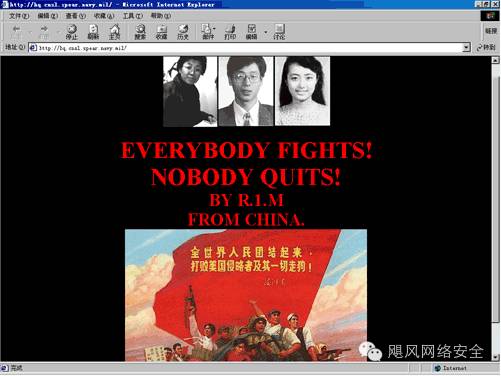 http://hq.cnsl.spear.navy.mil/ - Microsoft Internet Explorer
文件(F) 编辑(E) 查看(V) 收藏(A) 工具(T) 帮助(H)
后退 停止 刷新 主页 搜索 收藏 历史 邮件 打印 编辑 讨论
链接
地址(D) http://hq.cnsl.spear.navy.mil/ 转到
EVERYBODY FIGHTS!
NOBODY QUITS!
BY R.1.M
FROM CHINA.
全世界人民团结起来，
打败美国侵略者及其一切走狗！
飓风网络安全
完成 Internet